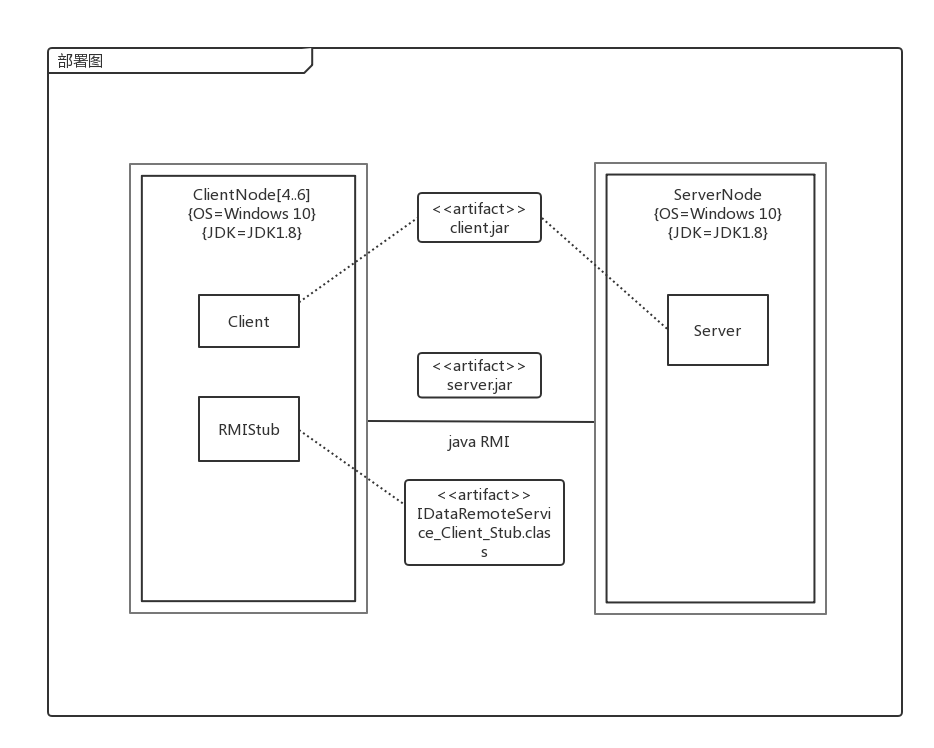 部署图
ClientNode[4..6]
{OS=Windows 10}
{JDK=JDK1.8}
Client
RMIStub
<<artifact>>
client.jar
<<artifact>>
server.jar
java RMI
<<artifact>>
IDataRemoteServi
ce_Client_Stub.clas
s
ServerNode
{OS=Windows 10}
{JDK=JDK1.8}
Server